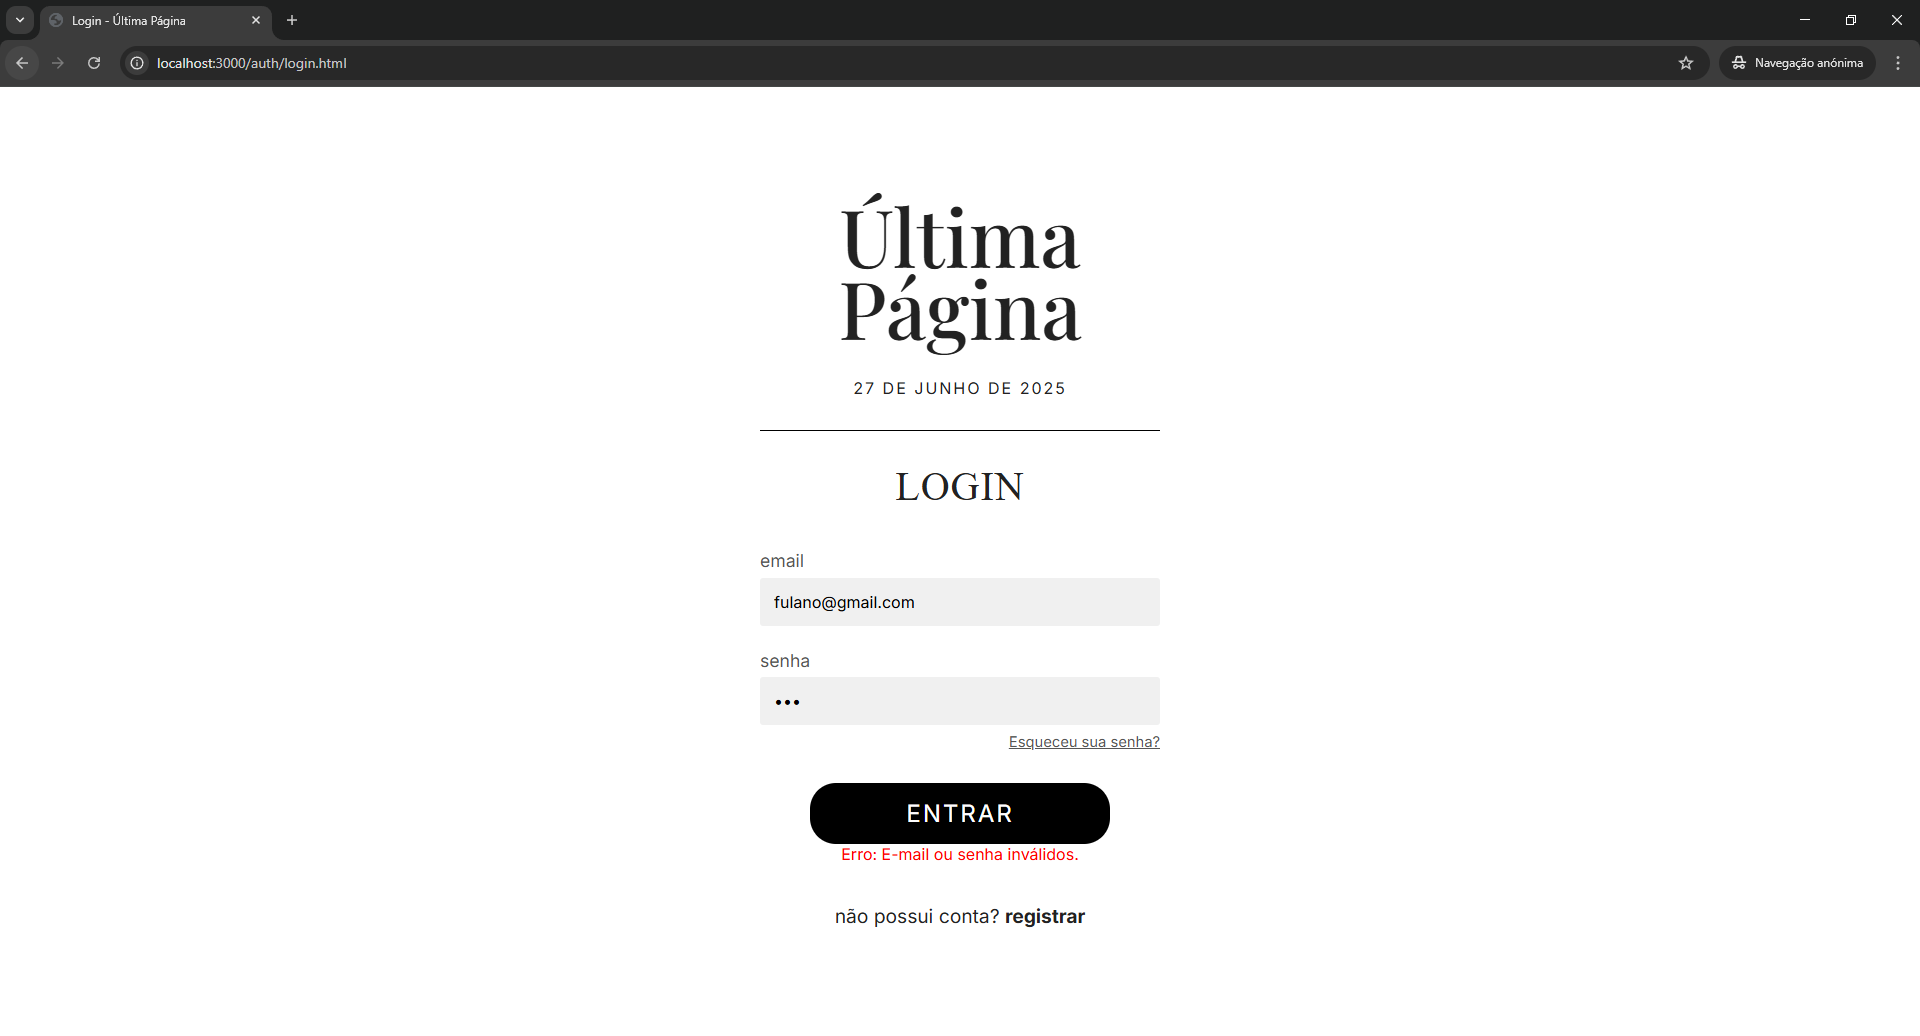 Login - Última Página
localhost:3000/auth/login.html
Navegação anónima
Última
Página
27 DE JUNHO DE 2025
LOGIN
email
fulano@gmail.com
senha
•••
Esqueceu sua senha?
ENTRAR
Erro: E-mail ou senha inválidos.
não possui conta? registrar